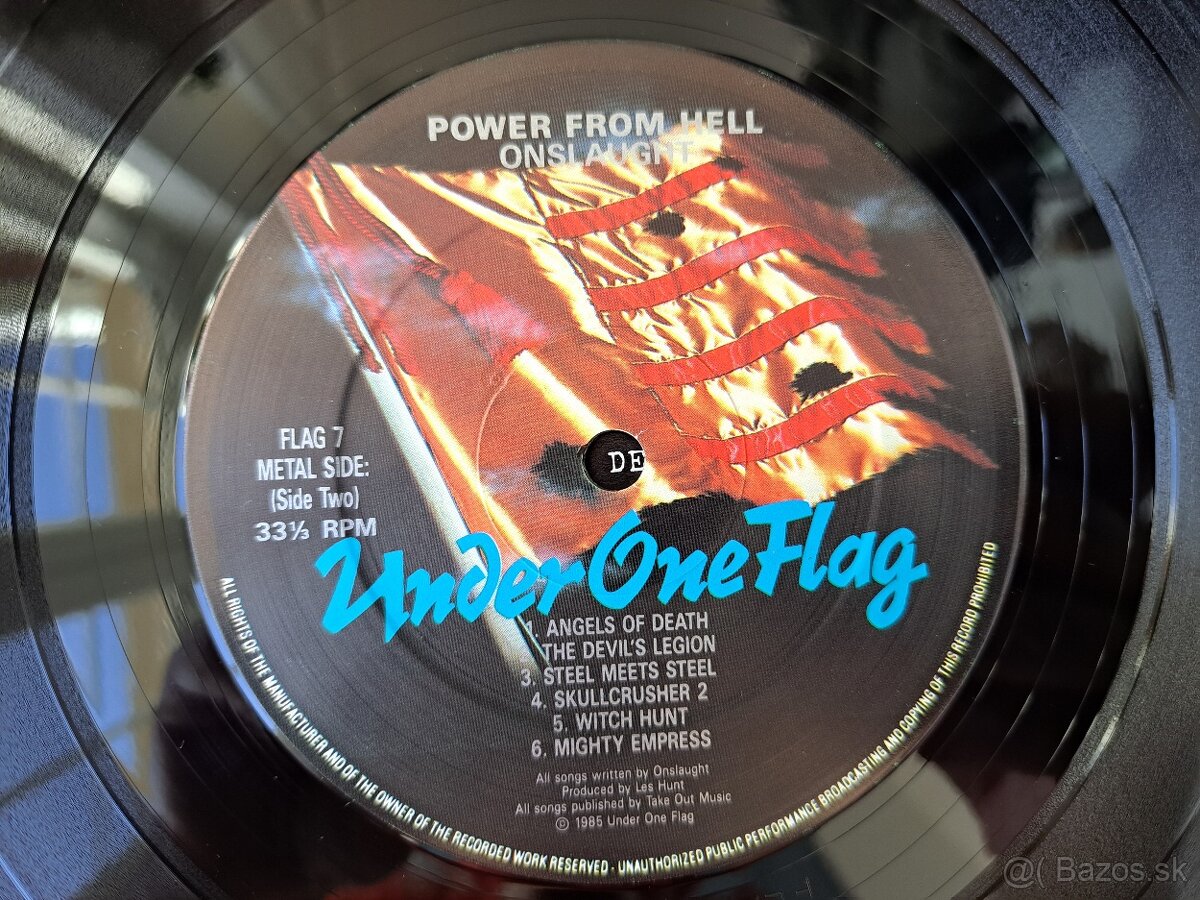 POWER FROM HELL
ONSLAUGHT
FLAG 7
METAL SIDE:
(Side Two)
33⅓ RPM
DE
Under One Flag
1. ANGELS OF DEATH
THE DEVIL'S LEGION
3. STEEL MEETS STEEL
4. SKULLCRUSHER 2
5. WITCH HUNT
6. MIGHTY EMPRESS
All songs written by Onslaught
Produced by Les Hunt
All songs published by Take Out Music
℗ 1985 Under One Flag
ALL RIGHTS OF THE MANUFACTURER AND OF THE OWNER OF THE RECORDED WORK RESERVED - UNAUTHORIZED PUBLIC PERFORMANCE BROADCASTING AND COPYING OF THIS RECORD PROHIBITED
@( Bazos.sk